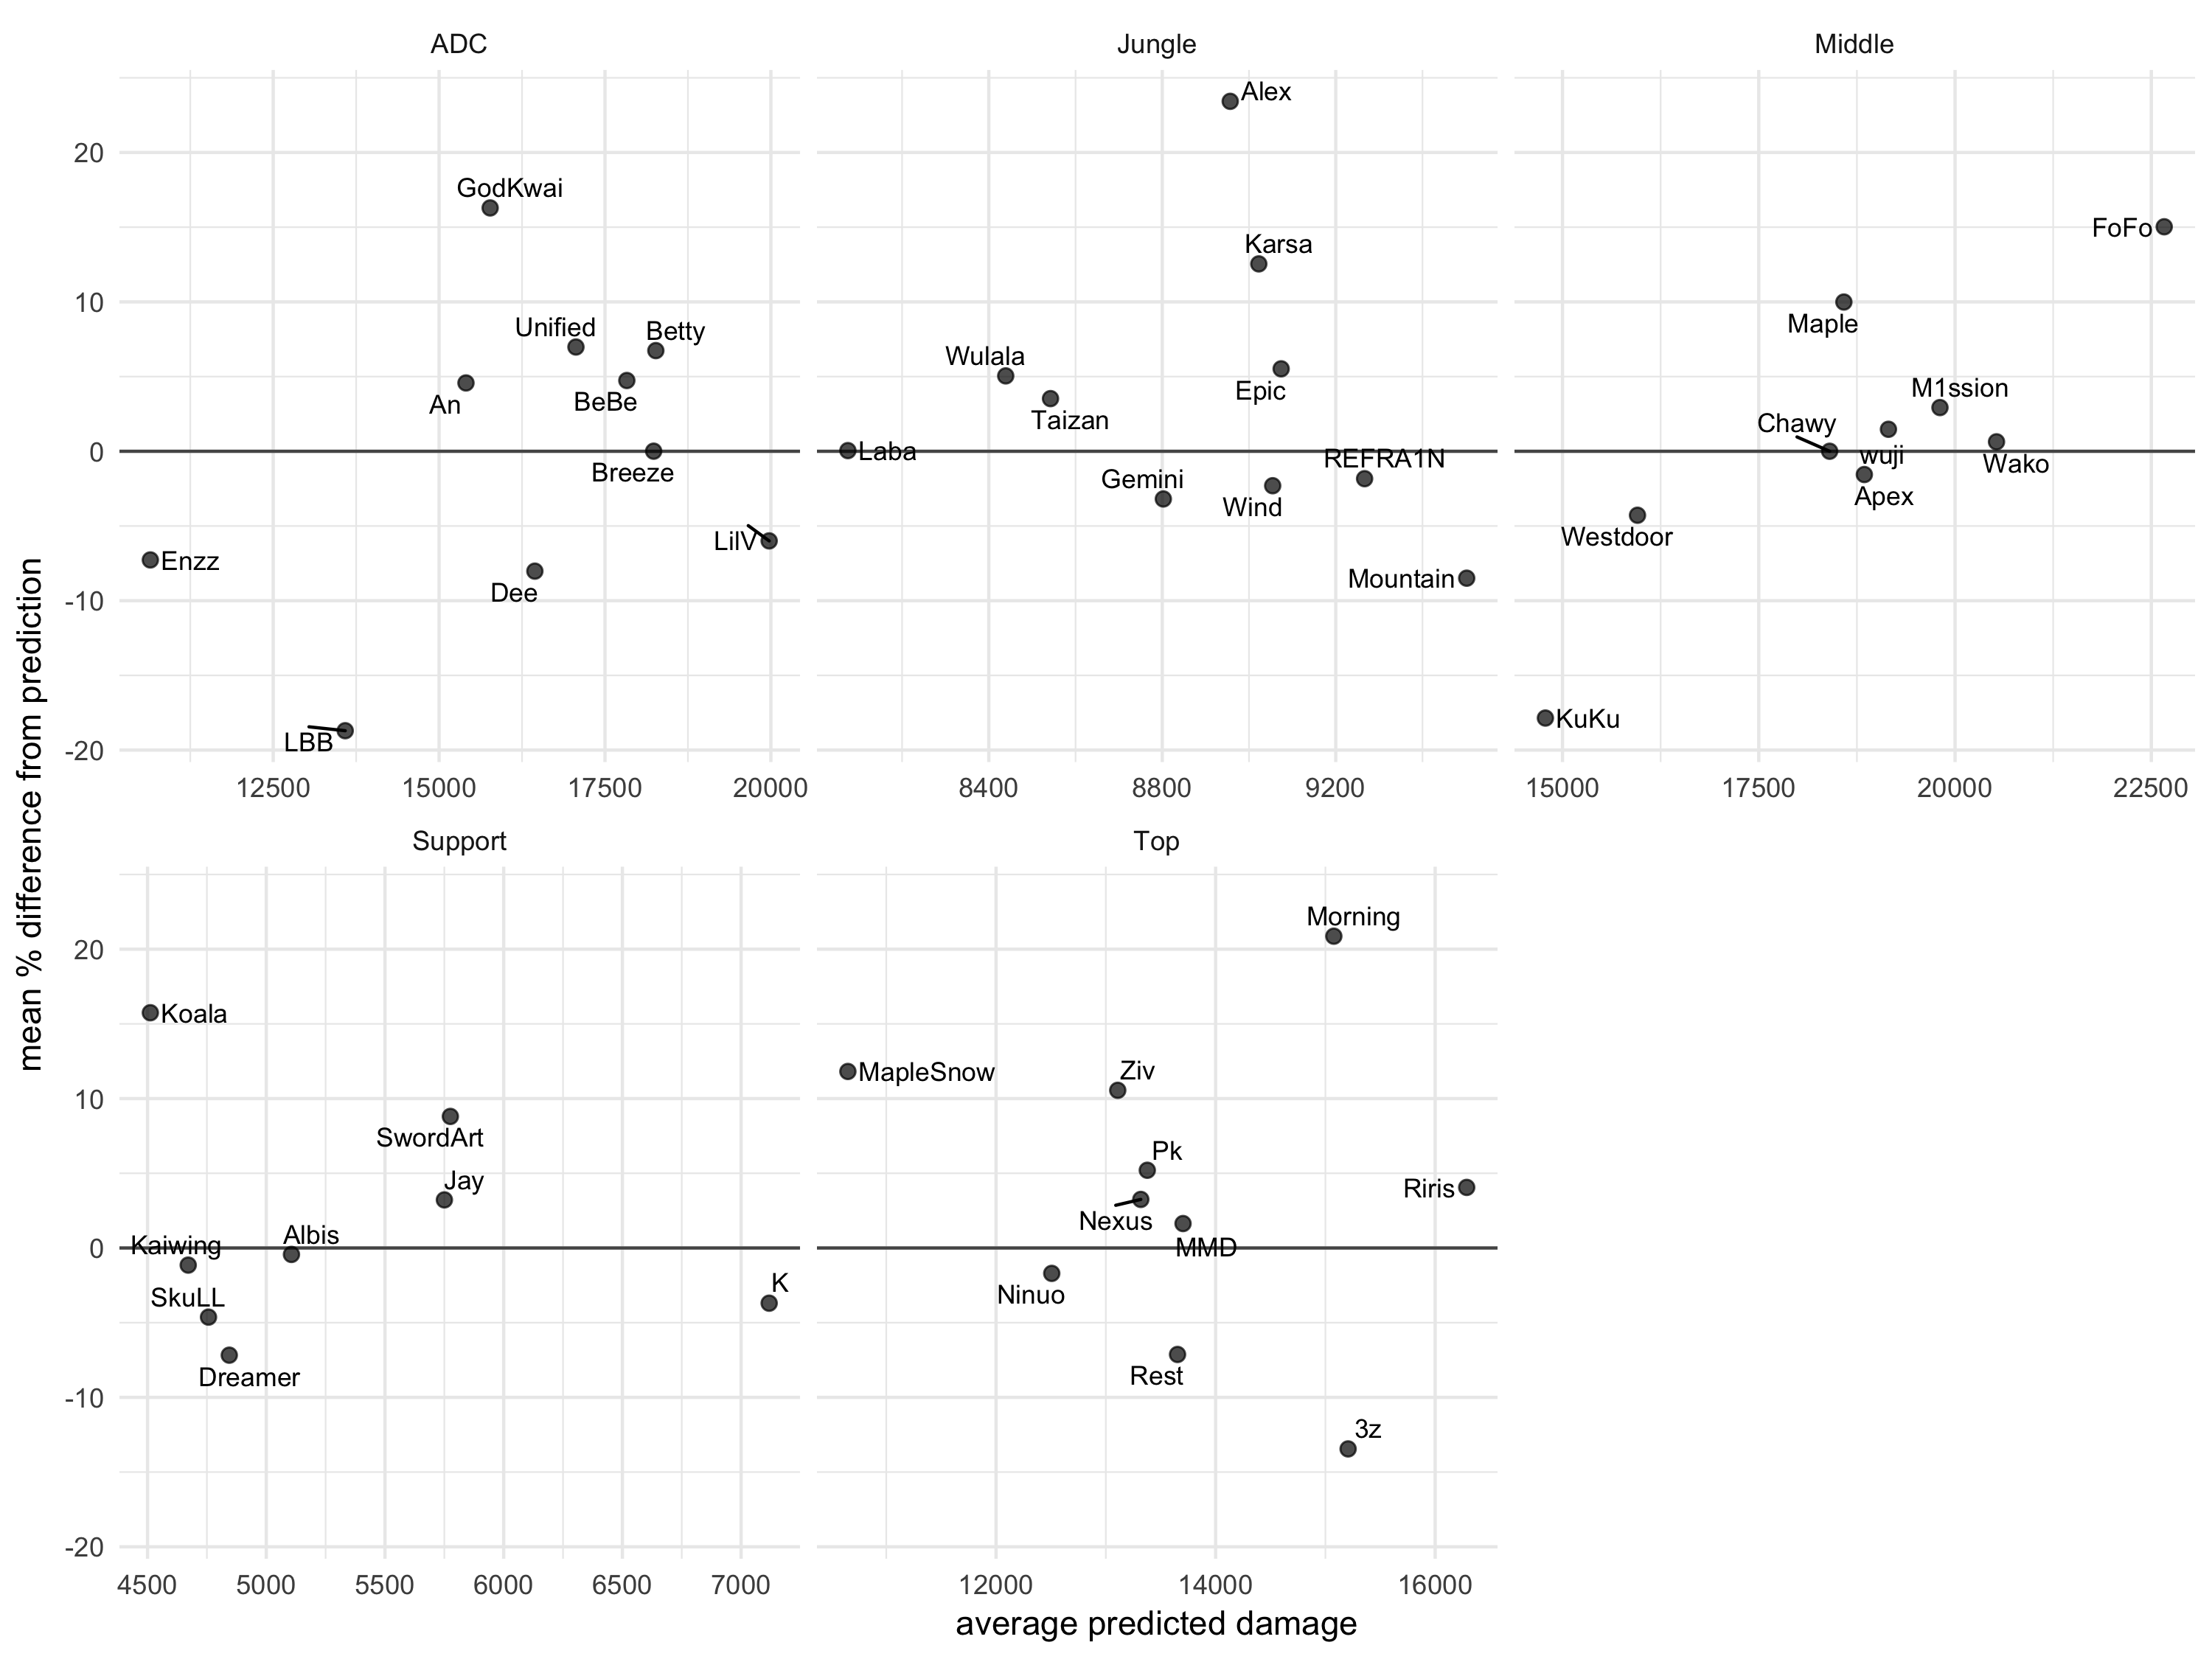 ADC
Jungle
Middle
mean % difference from prediction
20
10
0
-10
-20
GodKwai
Unified
Betty
An
BeBe
Breeze
LilV
Enzz
Dee
LBB
12500 15000 17500 20000
Alex
Karsa
Wulala
Epic
Taizan
Laba
REFRA1N
Gemini
Wind
Mountain
8400 8800 9200
FoFo
Maple
M1ssion
Chawy
wuji
Wako
Apex
Westdoor
KuKu
15000 17500 20000 22500
Support
Top
20
10
0
-10
-20
Koala
SwordArt
Jay
Albis
Kaiwing
K
SkuLL
Dreamer
4500 5000 5500 6000 6500 7000
Morning
MapleSnow
Ziv
Pk
Riris
Nexus
MMD
Ninuo
Rest
3z
12000 14000 16000
average predicted damage